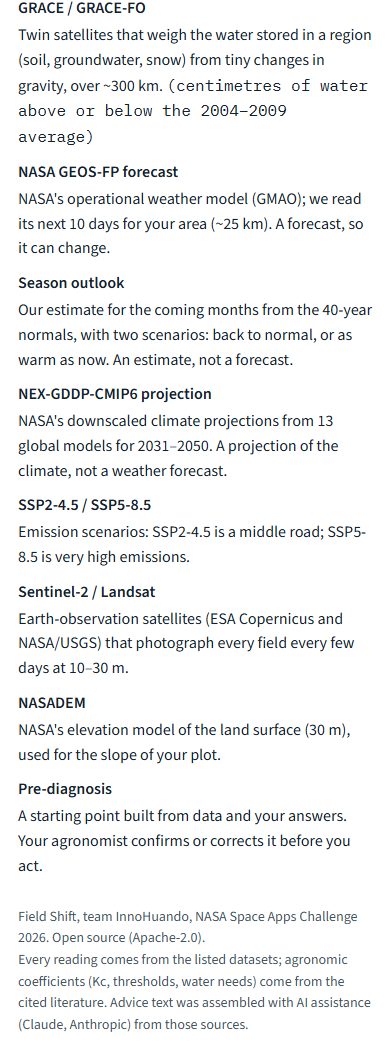 GRACE / GRACE-FO
Twin satellites that weigh the water stored in a region
(soil, groundwater, snow) from tiny changes in
gravity, over ~300 km. (centimetres of water
above or below the 2004–2009
average)
NASA GEOS-FP forecast
NASA's operational weather model (GMAO); we read
its next 10 days for your area (~25 km). A forecast, so
it can change.
Season outlook
Our estimate for the coming months from the 40-year
normals, with two scenarios: back to normal, or as
warm as now. An estimate, not a forecast.
NEX-GDDP-CMIP6 projection
NASA's downscaled climate projections from 13
global models for 2031–2050. A projection of the
climate, not a weather forecast.
SSP2-4.5 / SSP5-8.5
Emission scenarios: SSP2-4.5 is a middle road; SSP5-
8.5 is very high emissions.
Sentinel-2 / Landsat
Earth-observation satellites (ESA Copernicus and
NASA/USGS) that photograph every field every few
days at 10–30 m.
NASADEM
NASA's elevation model of the land surface (30 m),
used for the slope of your plot.
Pre-diagnosis
A starting point built from data and your answers.
Your agronomist confirms or corrects it before you
act.
Field Shift, team InnoHuando, NASA Space Apps Challenge
2026. Open source (Apache-2.0).
Every reading comes from the listed datasets; agronomic
coefficients (Kc, thresholds, water needs) come from the
cited literature. Advice text was assembled with AI assistance
(Claude, Anthropic) from those sources.